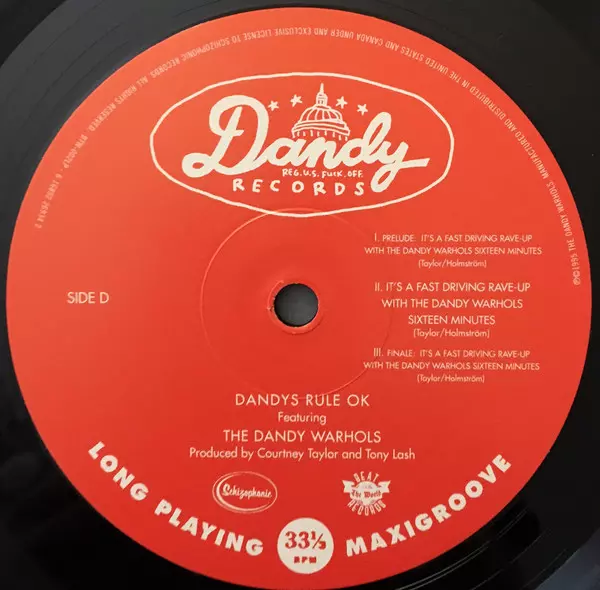 Dandy
REG. U.S. FUCK. OFF.
RECORDS
I. PRELUDE: IT'S A FAST DRIVING RAVE-UP
WITH THE DANDY WARHOLS SIXTEEN MINUTES
(Taylor/Holmström)
II. IT'S A FAST DRIVING RAVE-UP
WITH THE DANDY WARHOLS
SIXTEEN MINUTES
(Taylor/Holmström)
III. FINALE: IT'S A FAST DRIVING RAVE-UP
WITH THE DANDY WARHOLS SIXTEEN MINUTES
(Taylor/Holmström)
SIDE D
DANDYS RULE OK
Featuring
THE DANDY WARHOLS
Produced by Courtney Taylor and Tony Lash
Schizophonic
BEAT
The World
RECORDS
LONG PLAYING
33⅓
RPM
MAXIGROOVE
℗©1995 THE DANDY WARHOLS. MANUFACTURED AND DISTRIBUTED IN THE UNITED STATES AND CANADA UNDER AND EXCLUSIVE LICENSE TO SCHIZOPHONIC RECORDS. ALL RIGHTS RESERVED.